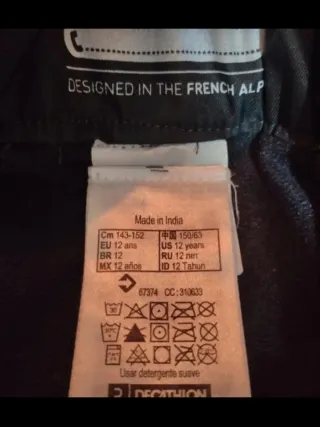 DESIGNED IN THE FRENCH ALP
Made in India
Cm 143-152 中国 150/63
EU 12 ans US 12 years
BR 12 RU 12 лет
MX 12 años ID 12 Tahun
87374 CC: 310633
Usar detergente suave
DECATHLON